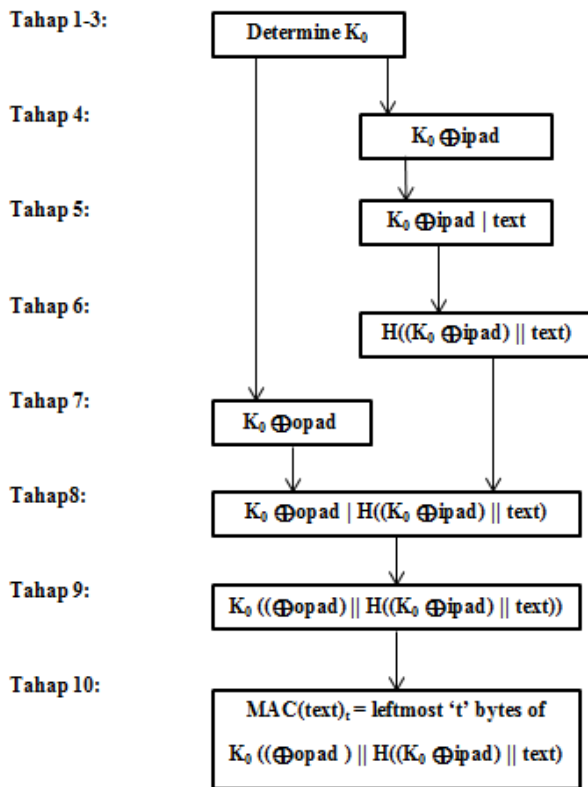 Tahap 1-3:
Determine K₀
Tahap 4:
K₀ ⊕ipad
Tahap 5:
K₀ ⊕ipad | text
Tahap 6:
H((K₀ ⊕ipad) || text)
Tahap 7:
K₀ ⊕opad
Tahap8:
K₀ ⊕opad | H((K₀ ⊕ipad) || text)
Tahap 9:
K₀ ((⊕opad) || H((K₀ ⊕ipad) || text))
Tahap 10:
MAC(text)ₜ = leftmost ‘t’ bytes of
K₀ ((⊕opad ) || H((K₀ ⊕ipad) || text)